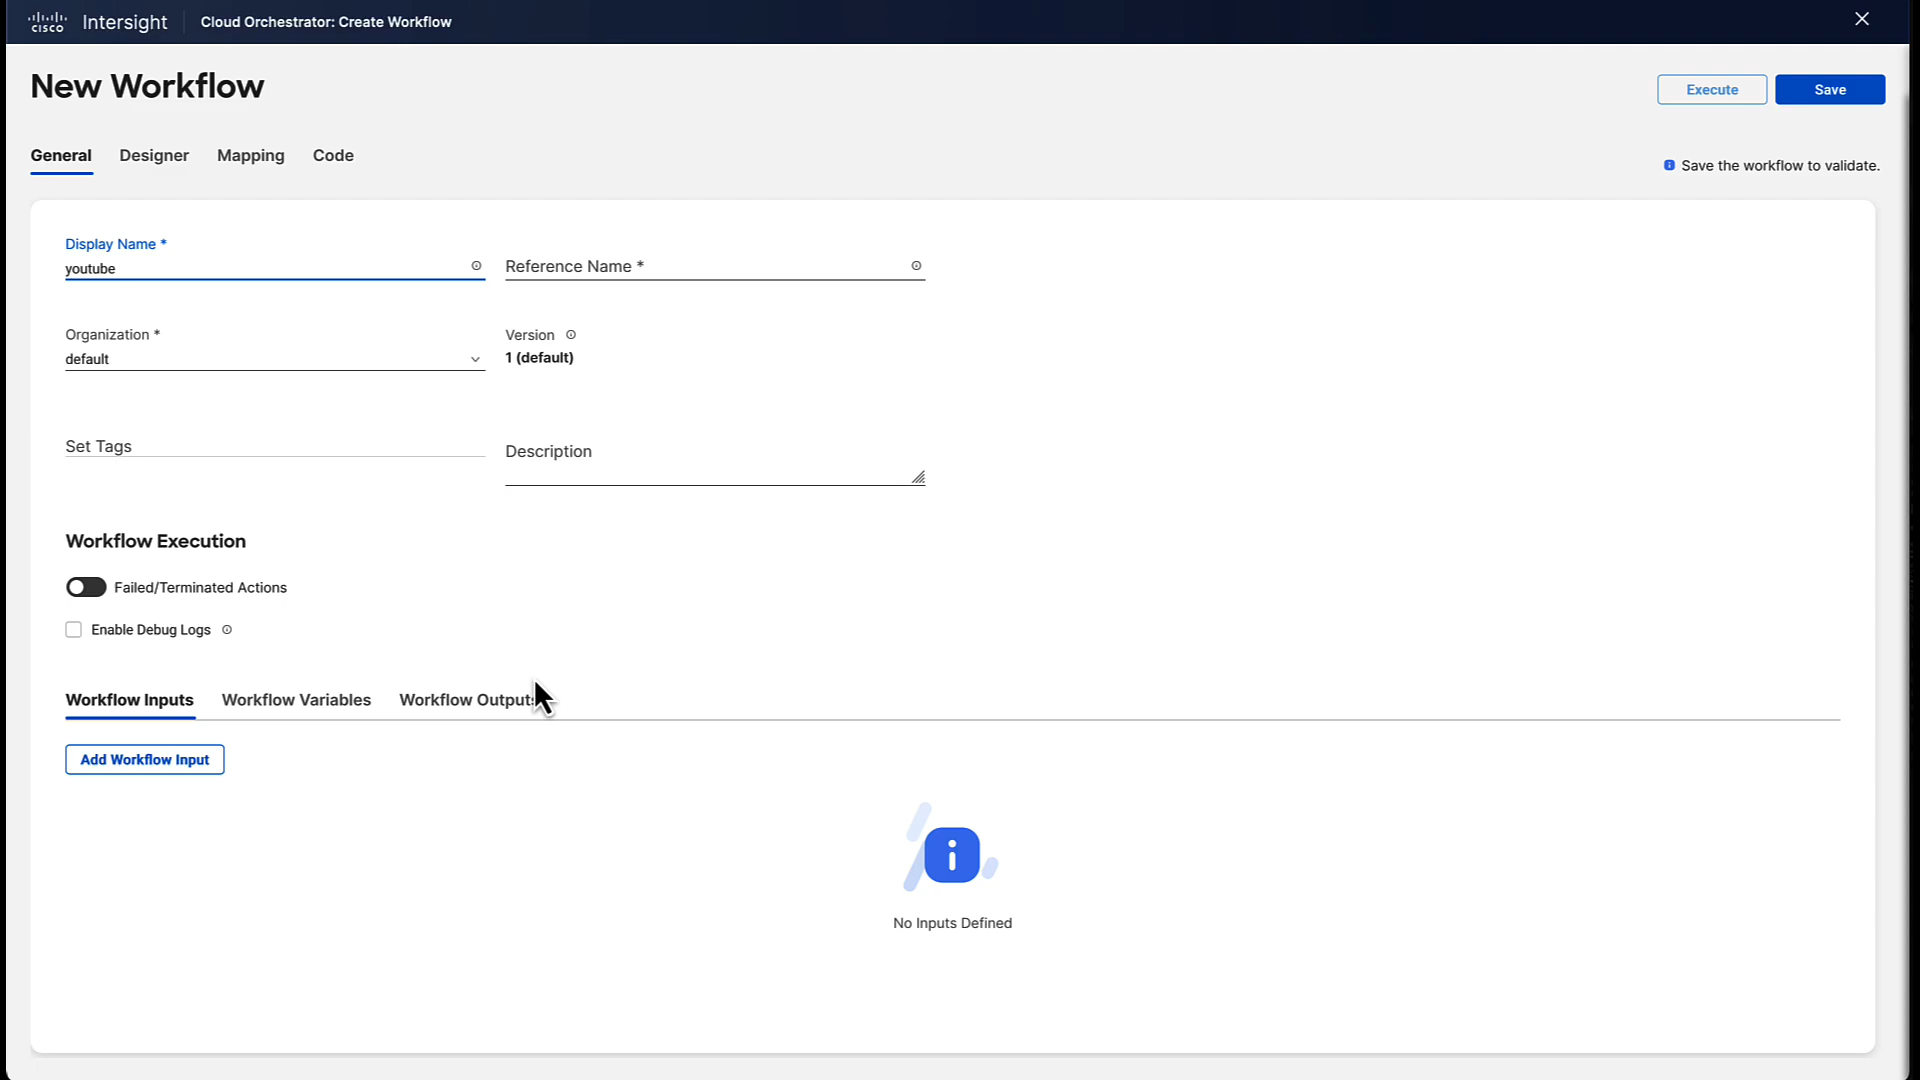 CISCO Intersight Cloud Orchestrator: Create Workflow
New Workflow
Execute Save
General Designer Mapping Code
Save the workflow to validate.
Display Name *
youtube
Reference Name *
Organization *
default
Version
1 (default)
Set Tags
Description
Workflow Execution
Failed/Terminated Actions
Enable Debug Logs
Workflow Inputs Workflow Variables Workflow Outputs
Add Workflow Input
No Inputs Defined